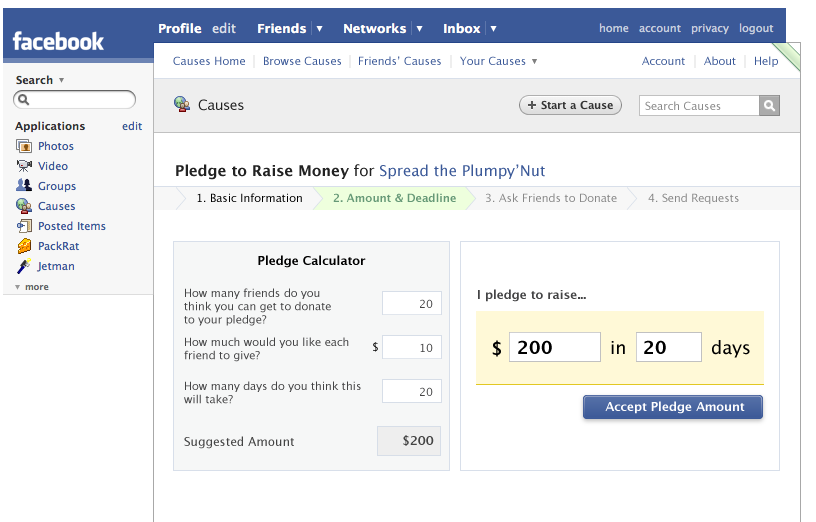 facebook
Profile edit Friends Networks Inbox home account privacy logout
Search
Applications edit
Photos
Video
Groups
Causes
Posted Items
PackRat
Jetman
more
Causes Home Browse Causes Friends' Causes Your Causes Account About Help
Causes + Start a Cause Search Causes
Pledge to Raise Money for Spread the Plumpy'Nut
1. Basic Information 2. Amount & Deadline 3. Ask Friends to Donate 4. Send Requests
Pledge Calculator
How many friends do you
think you can get to donate
to your pledge?
20
How much would you like each
friend to give?
$ 10
How many days do you think this
will take?
20
Suggested Amount $200
I pledge to raise...
$ 200 in 20 days
Accept Pledge Amount